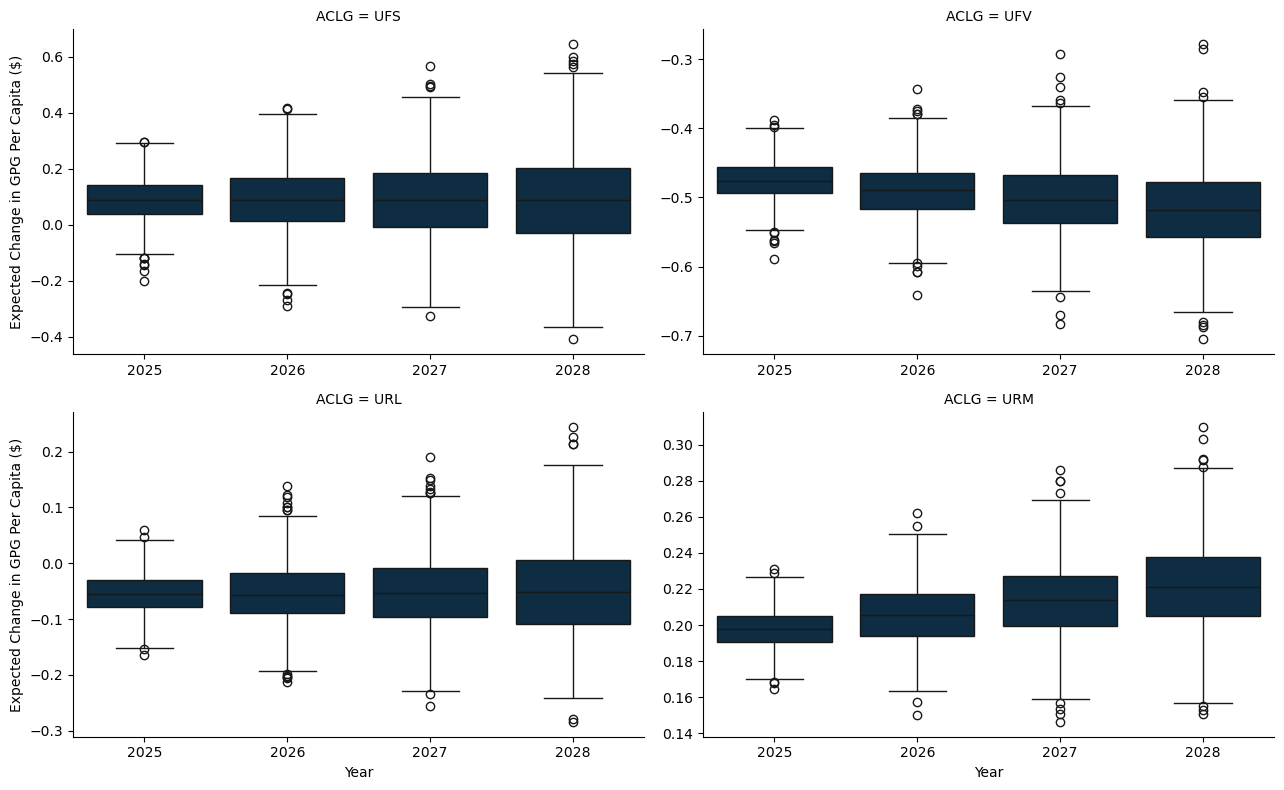 ACLG = UFS
Expected Change in GPG Per Capita ($)
0.6
0.4
0.2
0.0
−0.2
−0.4
2025 2026 2027 2028
ACLG = UFV
−0.3
−0.4
−0.5
−0.6
−0.7
2025 2026 2027 2028
ACLG = URL
Expected Change in GPG Per Capita ($)
0.2
0.1
0.0
−0.1
−0.2
−0.3
2025 2026 2027 2028
Year
ACLG = URM
0.30
0.28
0.26
0.24
0.22
0.20
0.18
0.16
0.14
2025 2026 2027 2028
Year